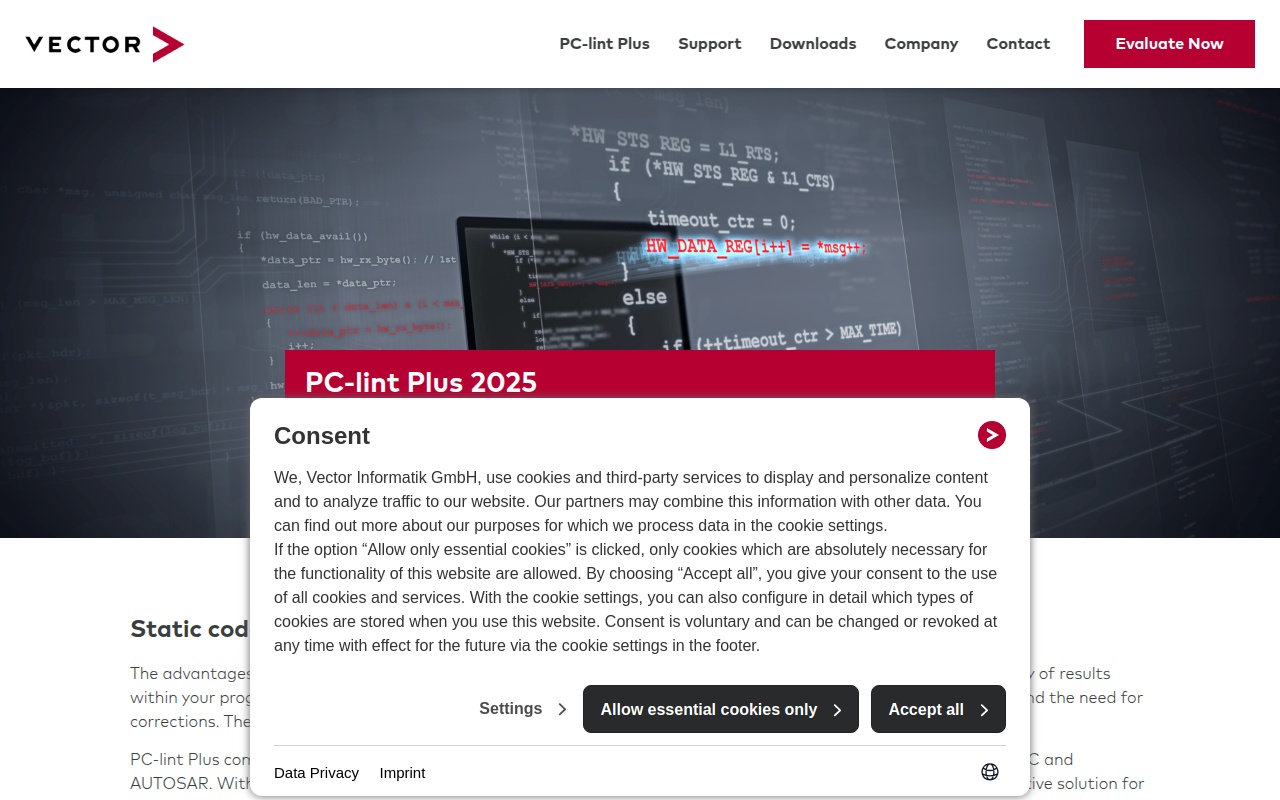 VECTOR
PC-lint Plus Support Downloads Company Contact Evaluate Now
*HW_STS_REG = L1_RTS;
if (*HW_STS_REG & L1_CTS)
{
timeout_ctr = 0;
HW_DATA_REG[i++] = *msg++;
}
else
{
if (++timeout_ctr > MAX_TIME)
return(BAD_PTR);
if (hw_data_avail())
{
*data_ptr = hw_rx_byte(); // 1st
data_len = *data_ptr;
{
i++;
}
PC-lint Plus 2025
Consent
We, Vector Informatik GmbH, use cookies and third-party services to display and personalize content
and to analyze traffic to our website. Our partners may combine this information with other data. You
can find out more about our purposes for which we process data in the cookie settings.
If the option “Allow only essential cookies” is clicked, only cookies which are absolutely necessary for
the functionality of this website are allowed. By choosing “Accept all”, you give your consent to the use
of all cookies and services. With the cookie settings, you can also configure in detail which types of
cookies are stored when you use this website. Consent is voluntary and can be changed or revoked at
any time with effect for the future via the cookie settings in the footer.
Settings Allow essential cookies only Accept all
Data Privacy Imprint
Static cod
The advantages y of results
within your prog nd the need for
corrections. The
PC-lint Plus com C and
AUTOSAR. With ive solution for